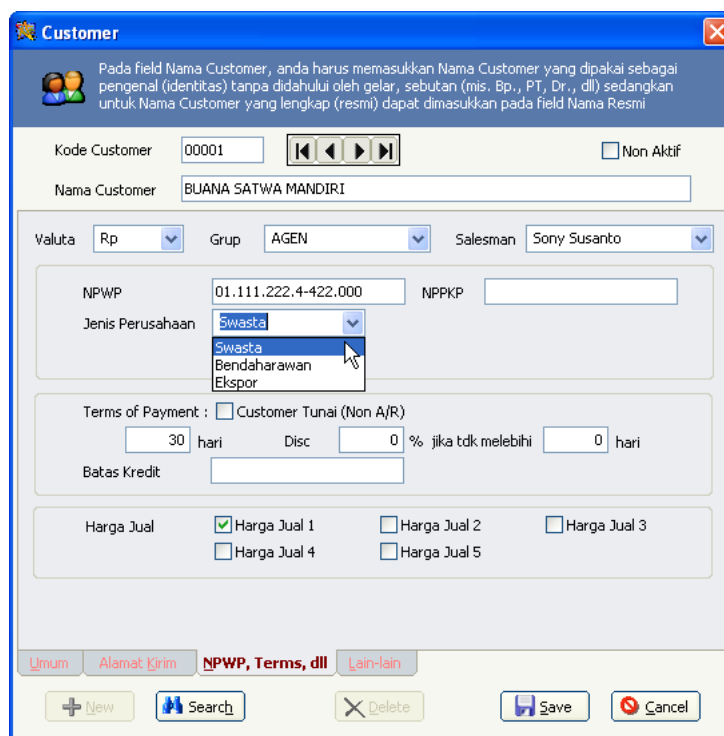 Customer
Pada field Nama Customer, anda harus memasukkan Nama Customer yang dipakai sebagai
pengenal (identitas) tanpa didahului oleh gelar, sebutan (mis. Bp., PT, Dr., dll) sedangkan
untuk Nama Customer yang lengkap (resmi) dapat dimasukkan pada field Nama Resmi
Kode Customer 00001 Non Aktif
Nama Customer BUANA SATWA MANDIRI
Valuta Rp Grup AGEN Salesman Sony Susanto
NPWP 01.111.222.4-422.000 NPPKP
Jenis Perusahaan Swasta
Swasta
Bendaharawan
Ekspor
Terms of Payment : Customer Tunai (Non A/R)
30 hari Disc 0 % jika tdk melebihi 0 hari
Batas Kredit
Harga Jual Harga Jual 1 Harga Jual 2 Harga Jual 3
Harga Jual 4 Harga Jual 5
Umum Alamat Kirim NPWP, Terms, dll Lain-lain
New Search Delete Save Cancel